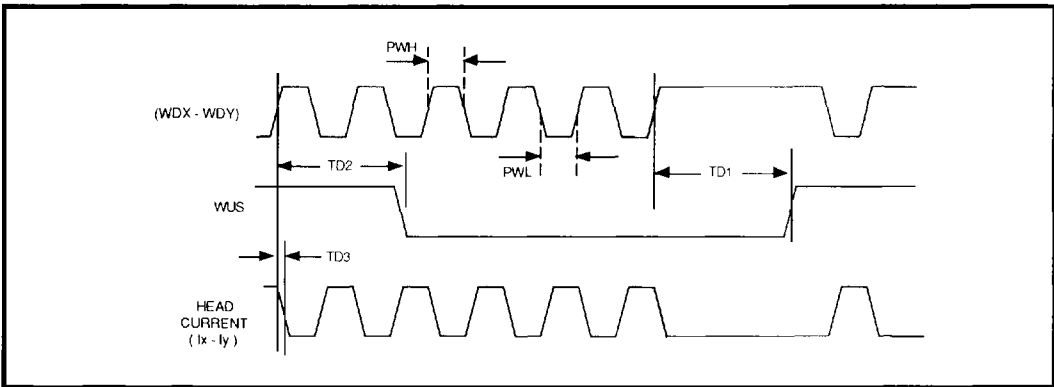 PWH
(WDX - WDY)
TD2
PWL
TD1
WUS
TD3
HEAD
CURRENT
( Ix - Iy )